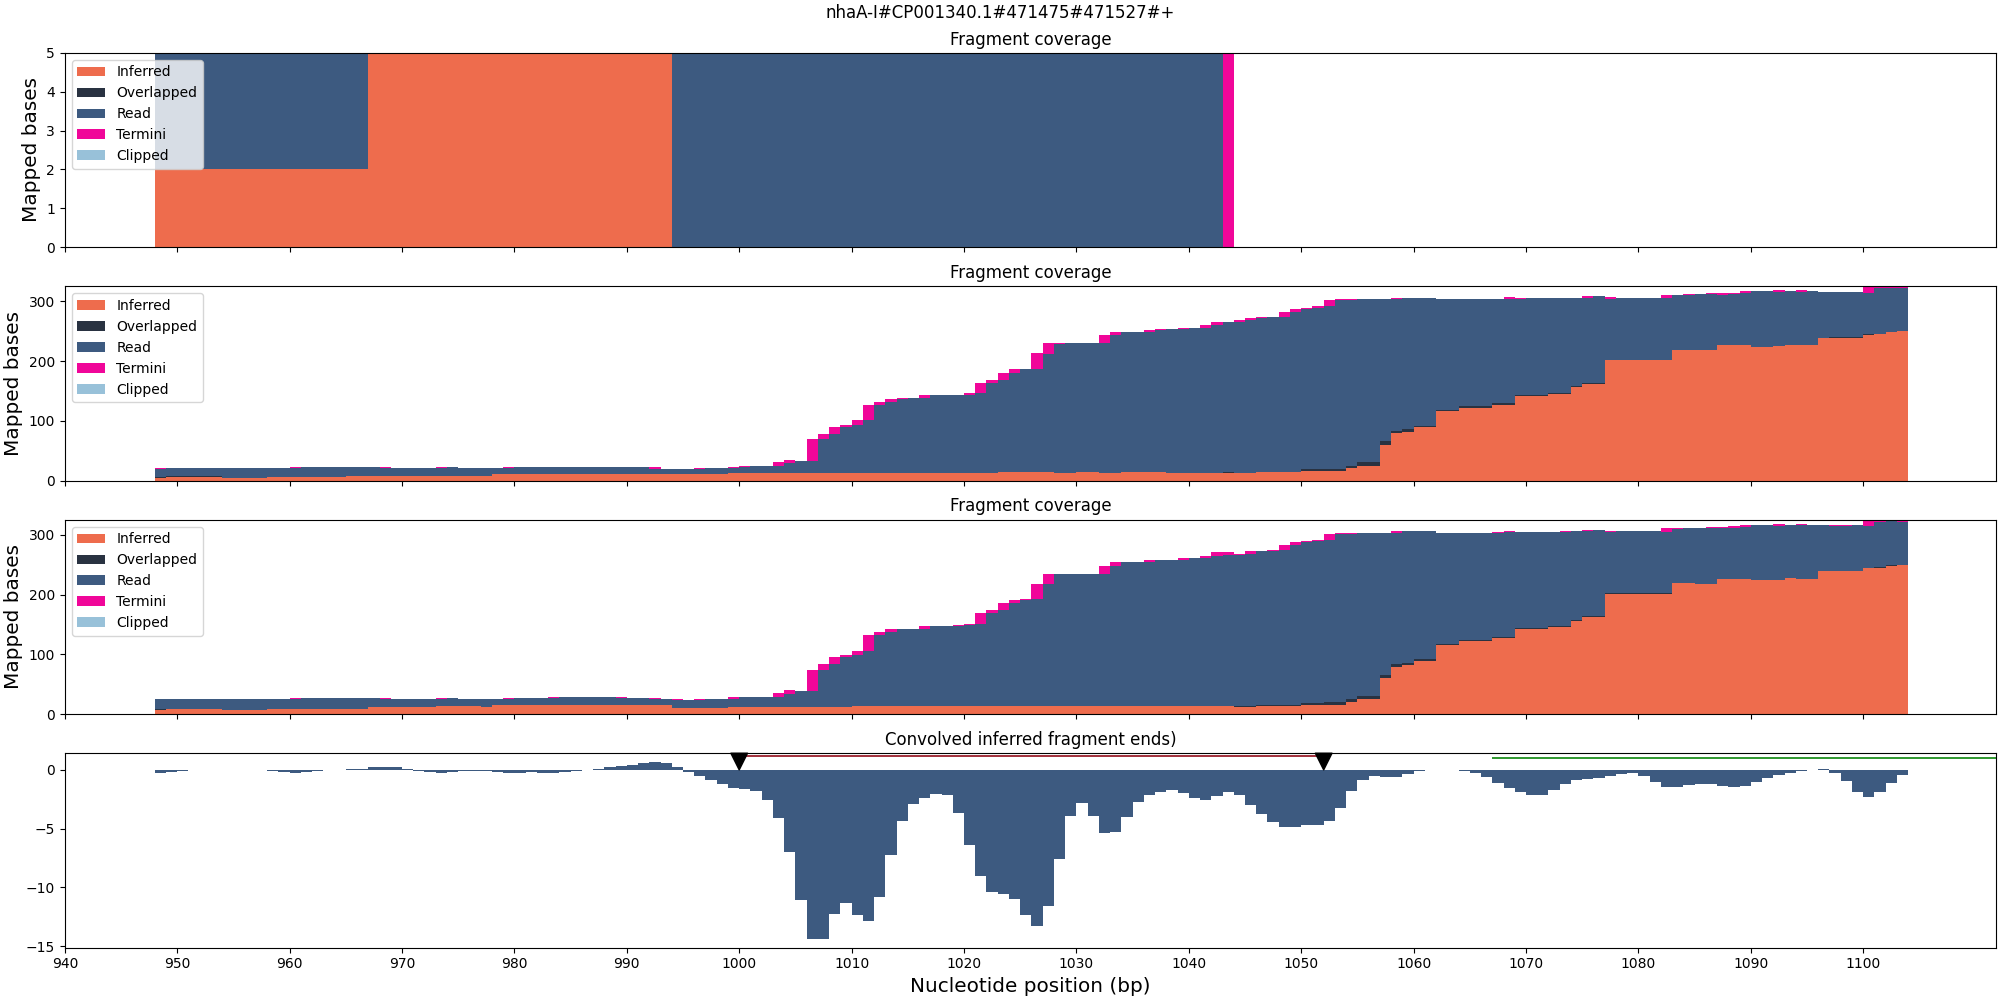 nhaA-I#CP001340.1#471475#471527#+
Fragment coverage
Mapped bases
5
4
3
2
1
0
Inferred
Overlapped
Read
Termini
Clipped
Fragment coverage
Mapped bases
300
200
100
0
Inferred
Overlapped
Read
Termini
Clipped
Fragment coverage
Mapped bases
300
200
100
0
Inferred
Overlapped
Read
Termini
Clipped
Convolved inferred fragment ends)
0
−5
−10
−15
940 950 960 970 980 990 1000 1010 1020 1030 1040 1050 1060 1070 1080 1090 1100
Nucleotide position (bp)